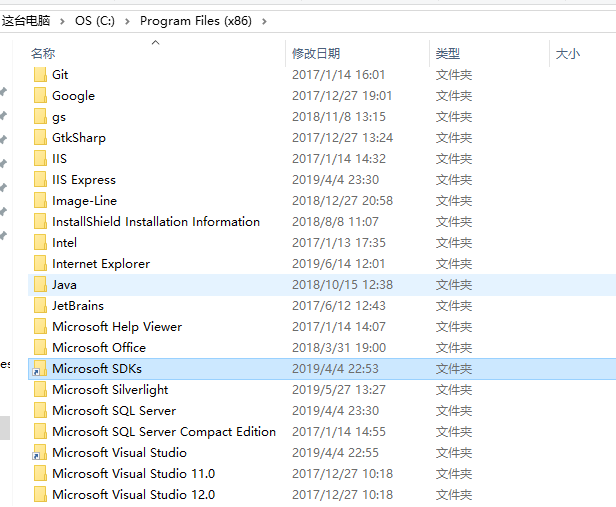 这台电脑 > OS (C:) > Program Files (x86) >
名称 修改日期 类型 大小
Git 2017/1/14 16:01 文件夹
Google 2017/12/27 19:01 文件夹
gs 2018/11/8 13:15 文件夹
GtkSharp 2017/12/27 13:24 文件夹
IIS 2017/1/14 14:32 文件夹
IIS Express 2019/4/4 23:30 文件夹
Image-Line 2018/12/27 20:58 文件夹
InstallShield Installation Information 2018/8/8 11:07 文件夹
Intel 2017/1/13 17:35 文件夹
Internet Explorer 2019/6/14 12:01 文件夹
Java 2018/10/15 12:38 文件夹
JetBrains 2017/6/12 12:43 文件夹
Microsoft Help Viewer 2017/1/14 14:07 文件夹
Microsoft Office 2018/3/31 19:00 文件夹
es Microsoft SDKs 2019/4/4 22:53 文件夹
Microsoft Silverlight 2019/5/27 13:27 文件夹
Microsoft SQL Server 2019/4/4 23:30 文件夹
Microsoft SQL Server Compact Edition 2017/1/14 14:55 文件夹
Microsoft Visual Studio 2019/4/4 22:55 文件夹
Microsoft Visual Studio 11.0 2017/12/27 10:18 文件夹
Microsoft Visual Studio 12.0 2017/12/27 10:18 文件夹